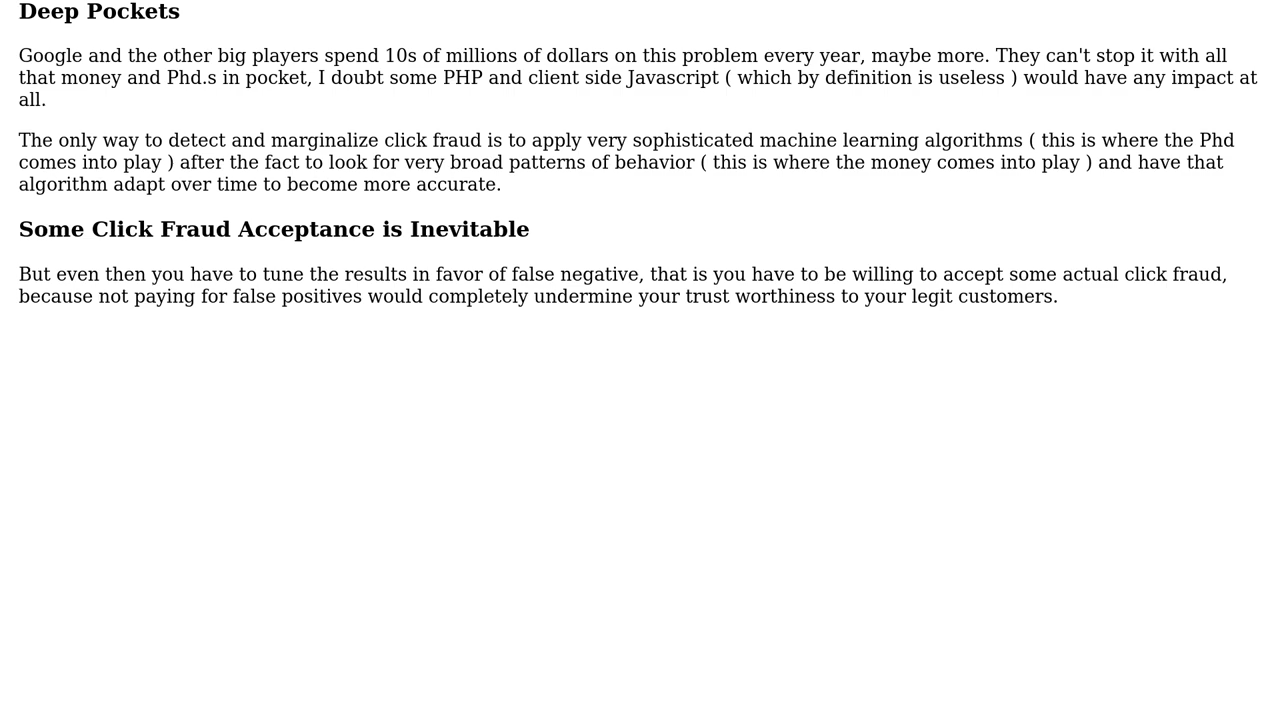 Deep Pockets
Google and the other big players spend 10s of millions of dollars on this problem every year, maybe more. They can't stop it with all
that money and Phd.s in pocket, I doubt some PHP and client side Javascript ( which by definition is useless ) would have any impact at
all.
The only way to detect and marginalize click fraud is to apply very sophisticated machine learning algorithms ( this is where the Phd
comes into play ) after the fact to look for very broad patterns of behavior ( this is where the money comes into play ) and have that
algorithm adapt over time to become more accurate.
Some Click Fraud Acceptance is Inevitable
But even then you have to tune the results in favor of false negative, that is you have to be willing to accept some actual click fraud,
because not paying for false positives would completely undermine your trust worthiness to your legit customers.